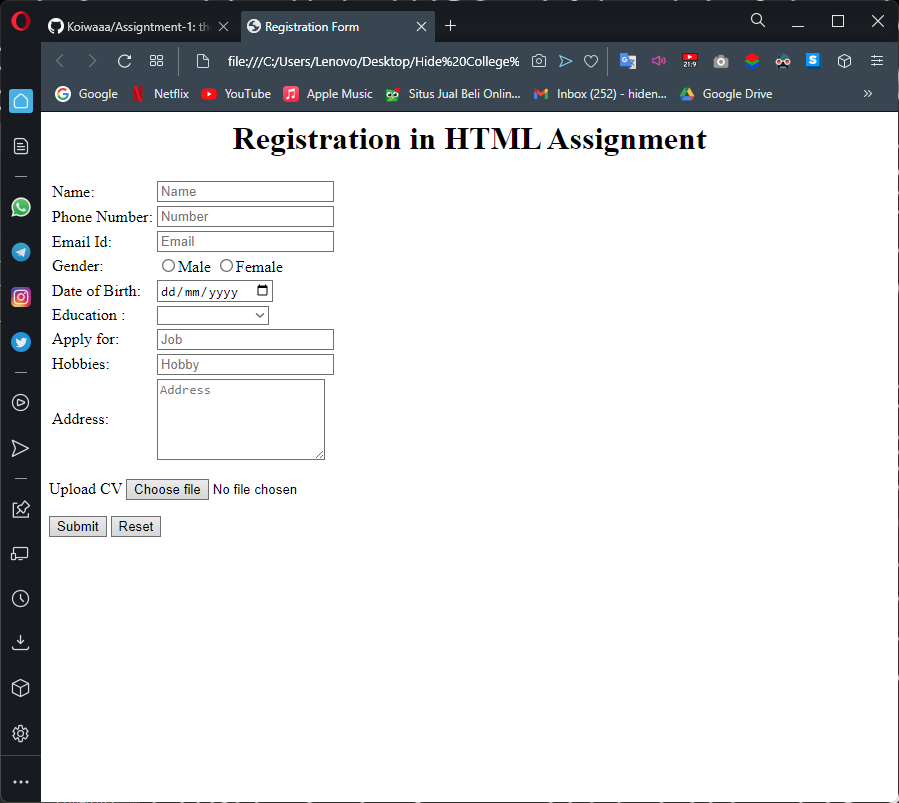 Koiwaaa/Assigntment-1: th
Registration Form
file:///C:/Users/Lenovo/Desktop/Hide%20College%
21:9
S
Google
Netflix
YouTube
Apple Music
Situs Jual Beli Onlin...
Inbox (252) - hiden...
Google Drive
Registration in HTML Assignment
Name: Name
Phone Number: Number
Email Id: Email
Gender: Male Female
Date of Birth: dd/mm/yyyy
Education :
Apply for: Job
Hobbies: Hobby
Address: Address
Upload CV Choose file No file chosen
Submit Reset